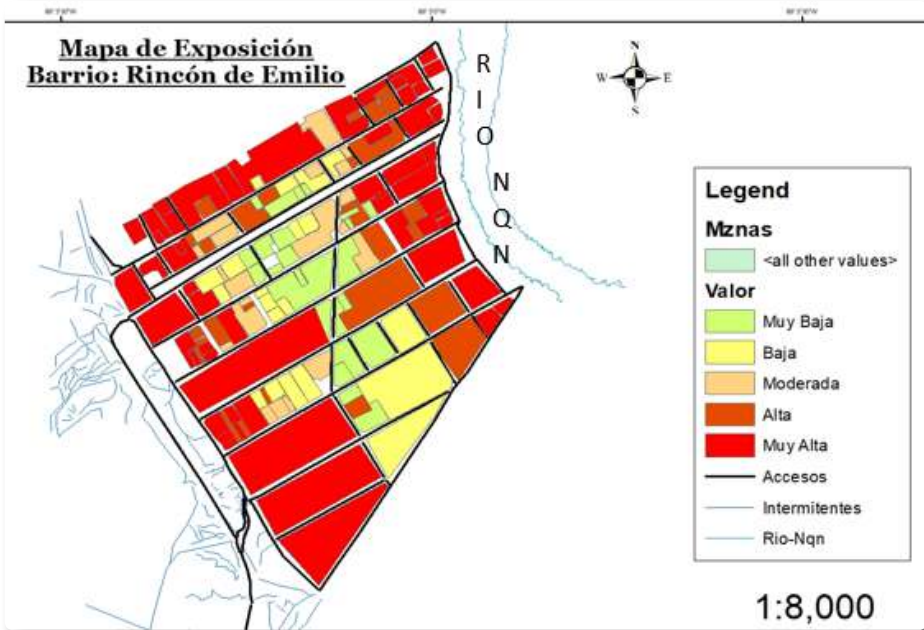 Mapa de Exposición
Barrio: Rincón de Emilio
R
I
O
N
Q
N
N
W
E
S
Legend
Mznas
<all other values>
Valor
Muy Baja
Baja
Moderada
Alta
Muy Alta
Accesos
Intermitentes
Rio-Nqn
1:8,000